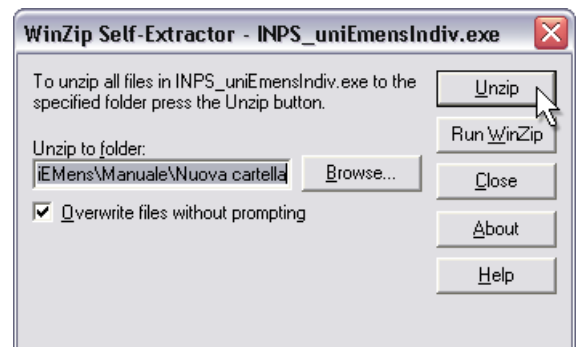 WinZip Self-Extractor - INPS_uniEmensIndiv.exe
To unzip all files in INPS_uniEmensIndiv.exe to the
specified folder press the Unzip button.
Unzip to folder:
iEMens\Manuale\Nuova cartella
Browse...
Overwrite files without prompting
Unzip
Run WinZip
Close
About
Help